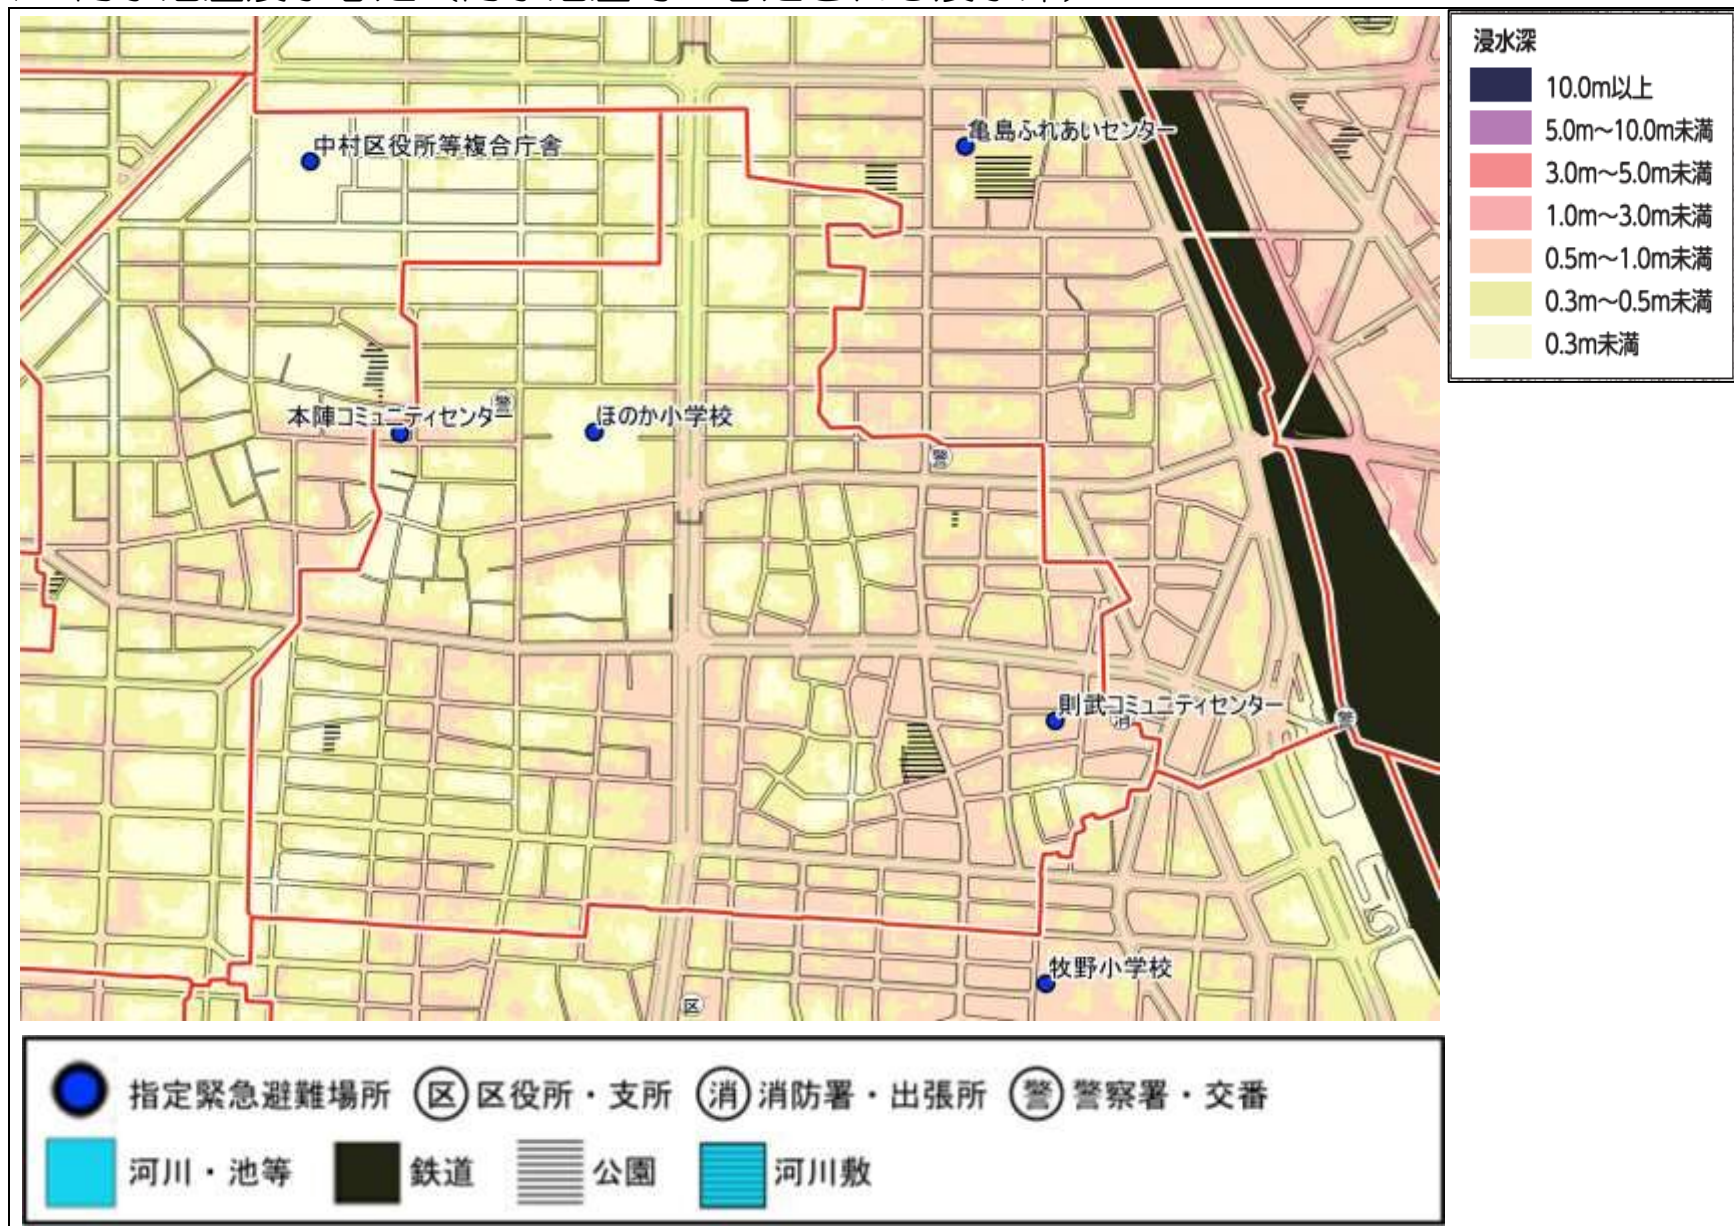 浸水深
10.0m以上
5.0m～10.0m未満
3.0m～5.0m未満
1.0m～3.0m未満
0.5m～1.0m未満
0.3m～0.5m未満
0.3m未満
中村区役所等複合庁舎
亀島ふれあいセンター
警
本陣コミュニティセンター
ほのか小学校
警
則武コミュニティセンター
消
警
牧野小学校
区
指定緊急避難場所 区 区役所・支所 消 消防署・出張所 警 警察署・交番
河川・池等 鉄道 公園 河川敷